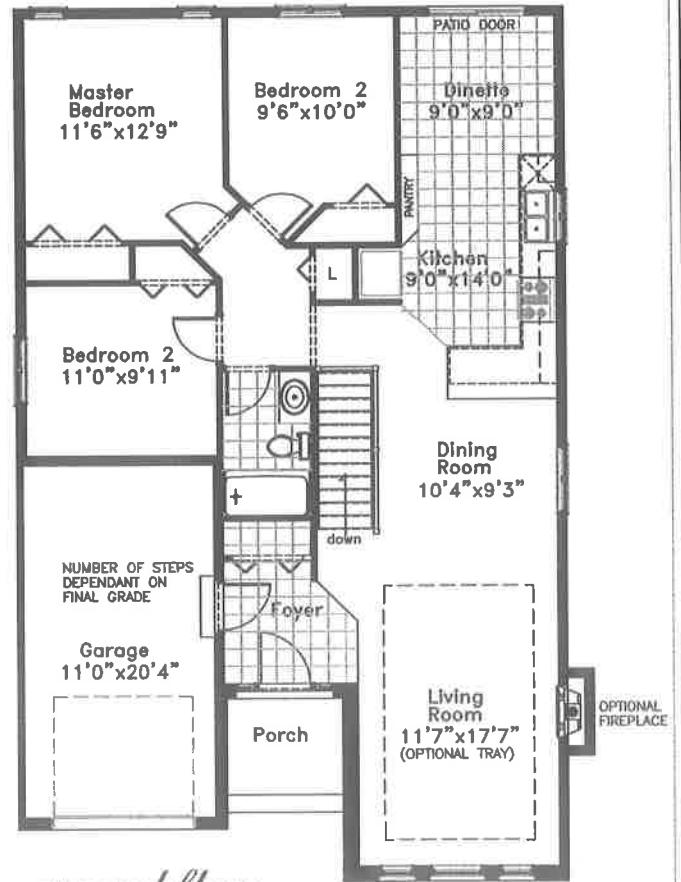 PATIO DOOR
Master
Bedroom
11'6"x12'9"
Bedroom 2
9'6"x10'0"
Dinette
9'0"x9'0"
PANTRY
L
Kitchen
9'0"x14'0"
Bedroom 2
11'0"x9'11"
Dining
Room
10'4"x9'3"
down
NUMBER OF STEPS
DEPENDANT ON
FINAL GRADE
Foyer
Garage
11'0"x20'4"
Living
Room
11'7"x17'7"
(OPTIONAL TRAY)
OPTIONAL
FIREPLACE
Porch